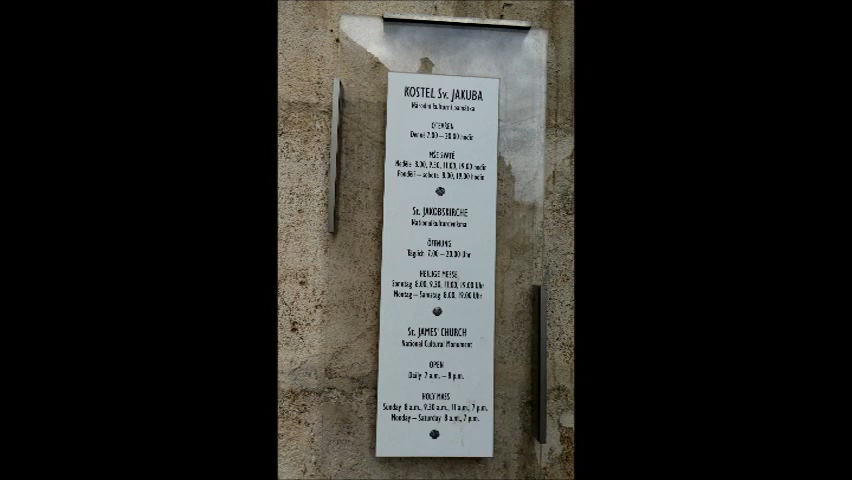 KOSTEL Sv. JAKUBA
Národní kulturní památka
OTEVŘEN
Denně 7.00 – 20.00 hodin
MŠE SVATÉ
Neděle 8.00, 9.30, 11.00, 19.00 hodin
Pondělí – sobota 8.00, 19.00 hodin
St. JAKOBSKIRCHE
Nationalkulturdenkmal
ÖFFNUNG
Täglich 7.00 – 20.00 Uhr
HEILIGE MESSE
Sonntag 8.00, 9.30, 11.00, 19.00 Uhr
Montag – Samstag 8.00, 19.00 Uhr
St. JAMES' CHURCH
National Cultural Monument
OPEN
Daily 7 a.m. – 8 p.m.
HOLY MASS
Sunday 8 a.m., 9.30 a.m., 11 a.m., 7 p.m.
Monday – Saturday 8 a.m., 7 p.m.